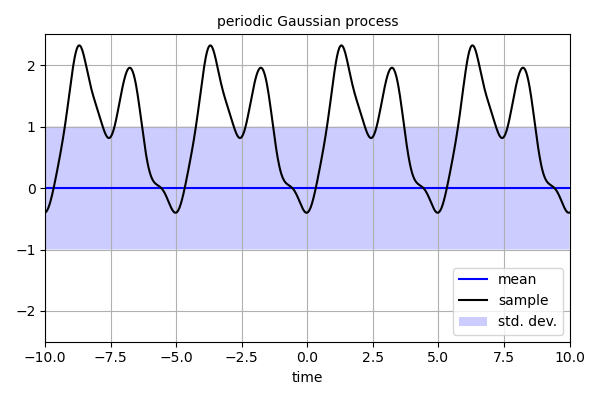 periodic Gaussian process
2
1
0
−1
−2
mean
sample
std. dev.
−10.0 −7.5 −5.0 −2.5 0.0 2.5 5.0 7.5 10.0
time